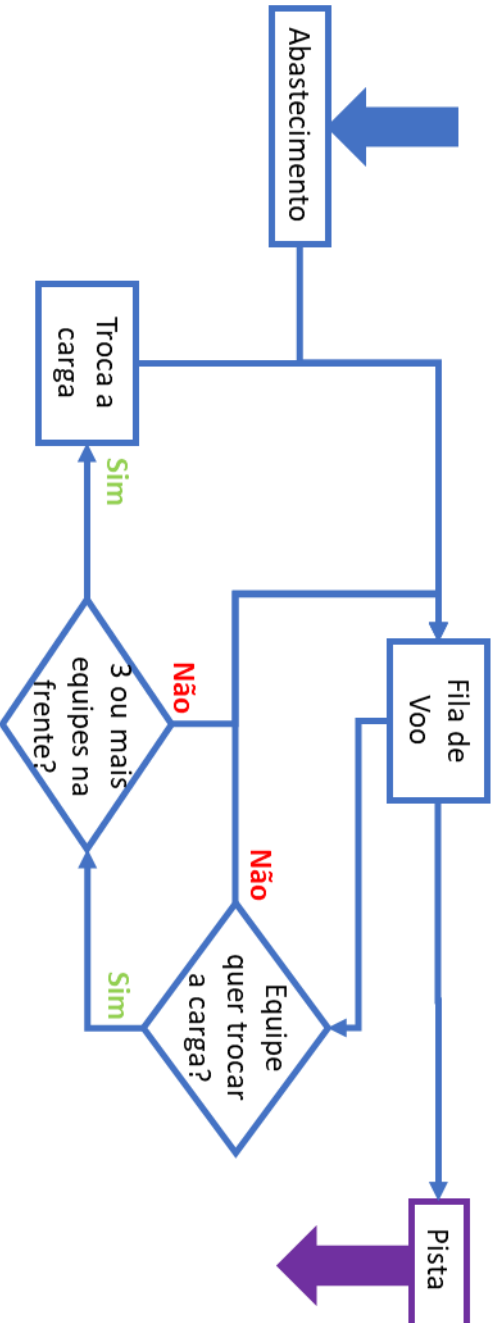 Abastecimento
Fila de
Voo
Pista
Troca a
carga
Sim
3 ou mais
equipes na
frente?
Não
Não
Equipe
quer trocar
a carga?
Sim